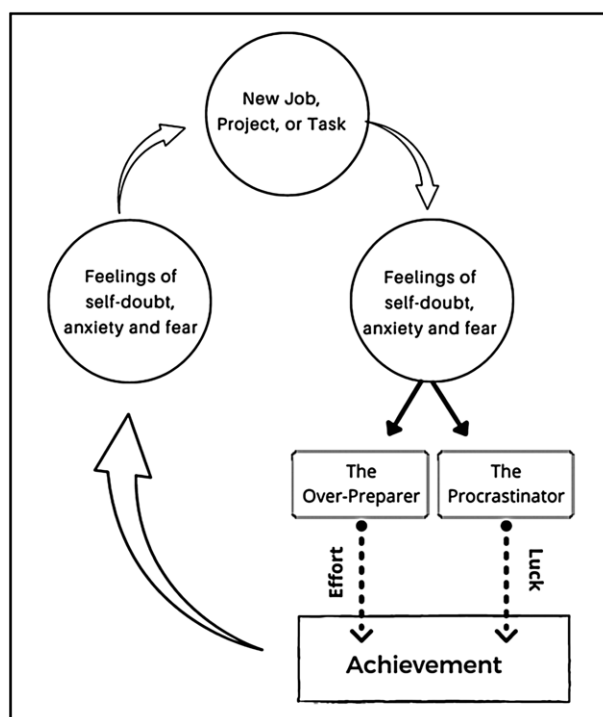 New Job,
Project, or Task
Feelings of
self-doubt,
anxiety and fear
Feelings of
self-doubt,
anxiety and fear
The
Over-Preparer
The
Procrastinator
Effort
Luck
Achievement